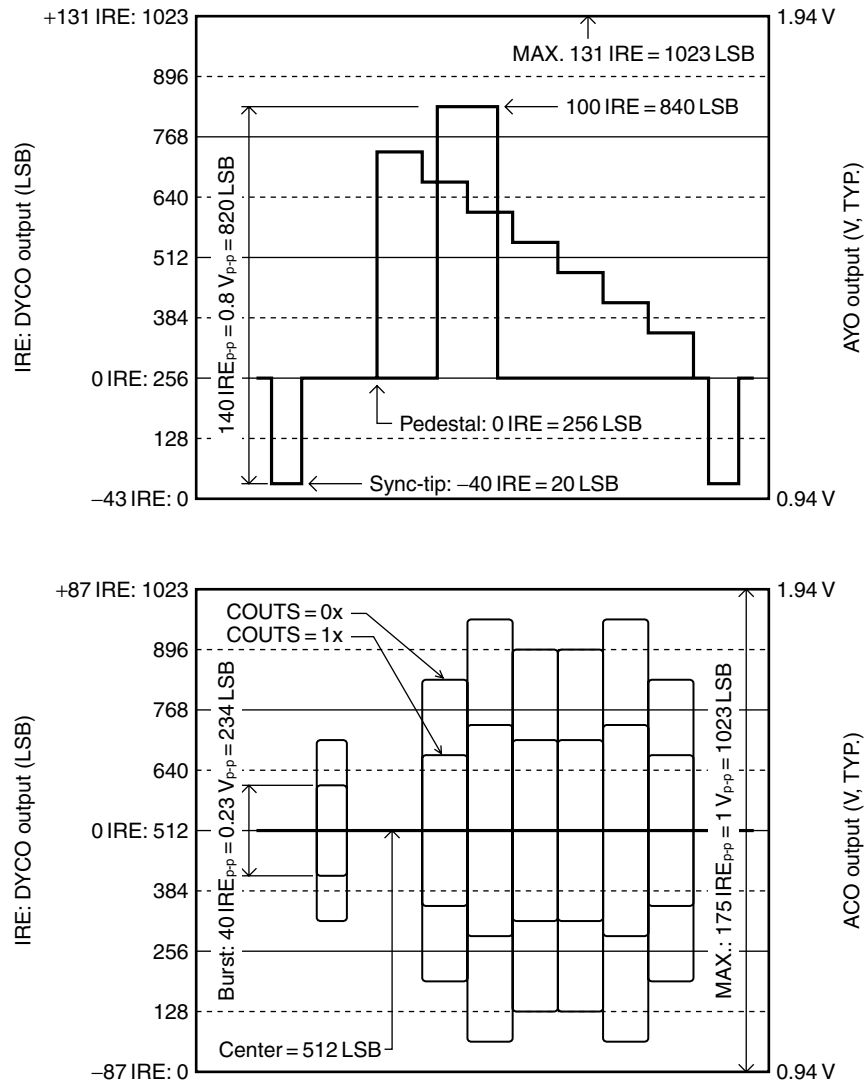 +131 IRE: 1023
1.94 V
MAX. 131 IRE = 1023 LSB
896
100 IRE = 840 LSB
768
640
512
384
0 IRE: 256
128
−43 IRE: 0
0.94 V
IRE: DYCO output (LSB)
140 IREp-p = 0.8 Vp-p = 820 LSB
AYO output (V, TYP.)
Pedestal: 0 IRE = 256 LSB
Sync-tip: −40 IRE = 20 LSB
+87 IRE: 1023
1.94 V
COUTS = 0x
COUTS = 1x
896
768
640
0 IRE: 512
384
256
128
−87 IRE: 0
0.94 V
IRE: DYCO output (LSB)
Burst: 40 IREp-p = 0.23 Vp-p = 234 LSB
MAX.: 175 IREp-p = 1 Vp-p = 1023 LSB
ACO output (V, TYP.)
Center = 512 LSB